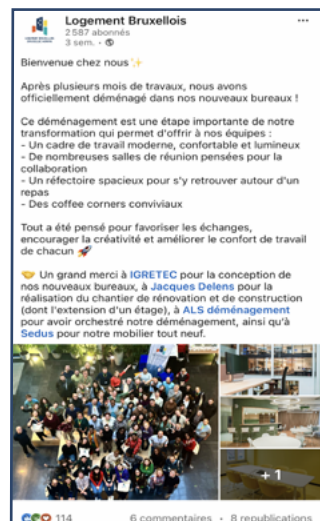 Logement Bruxellois
2 587 abonnés
3 sem. •
Bienvenue chez nous ✨
Après plusieurs mois de travaux, nous avons
officiellement déménagé dans nos nouveaux bureaux !
Ce déménagement est une étape importante de notre
transformation qui permet d'offrir à nos équipes :
- Un cadre de travail moderne, confortable et lumineux
- De nombreuses salles de réunion pensées pour la
collaboration
- Un réfectoire spacieux pour s'y retrouver autour d'un
repas
- Des coffee corners conviviaux
Tout a été pensé pour favoriser les échanges,
encourager la créativité et améliorer le confort de travail
de chacun 🚀
🤝 Un grand merci à IGRETEC pour la conception de
nos nouveaux bureaux, à Jacques Delens pour la
réalisation du chantier de rénovation et de construction
(dont l'extension d'un étage), à ALS déménagement
pour avoir orchestré notre déménagement, ainsi qu'à
Sedus pour notre mobilier tout neuf.
+ 1
114
6 commentaires • 8 republications